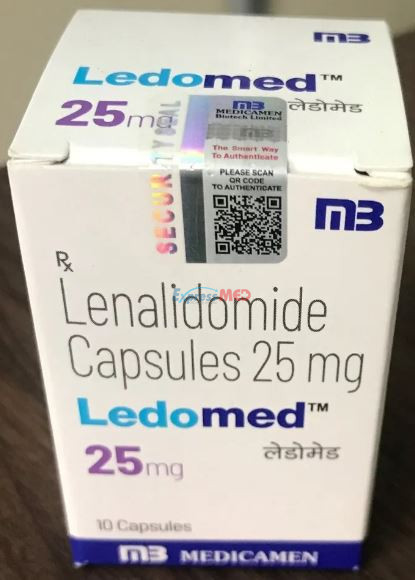 MB
Ledomed™
25mg
लेडोमेड
SECURITY SEAL
MB
MEDICAMEN
Biotech Limited
The Smart Way
To Authenticate
PLEASE SCAN
QR CODE
TO AUTHENTICATE
MB
Rx
ExpressMED
Lenalidomide
Capsules 25 mg
Ledomed™
25mg
लेडोमेड
10 Capsules
MB MEDICAMEN